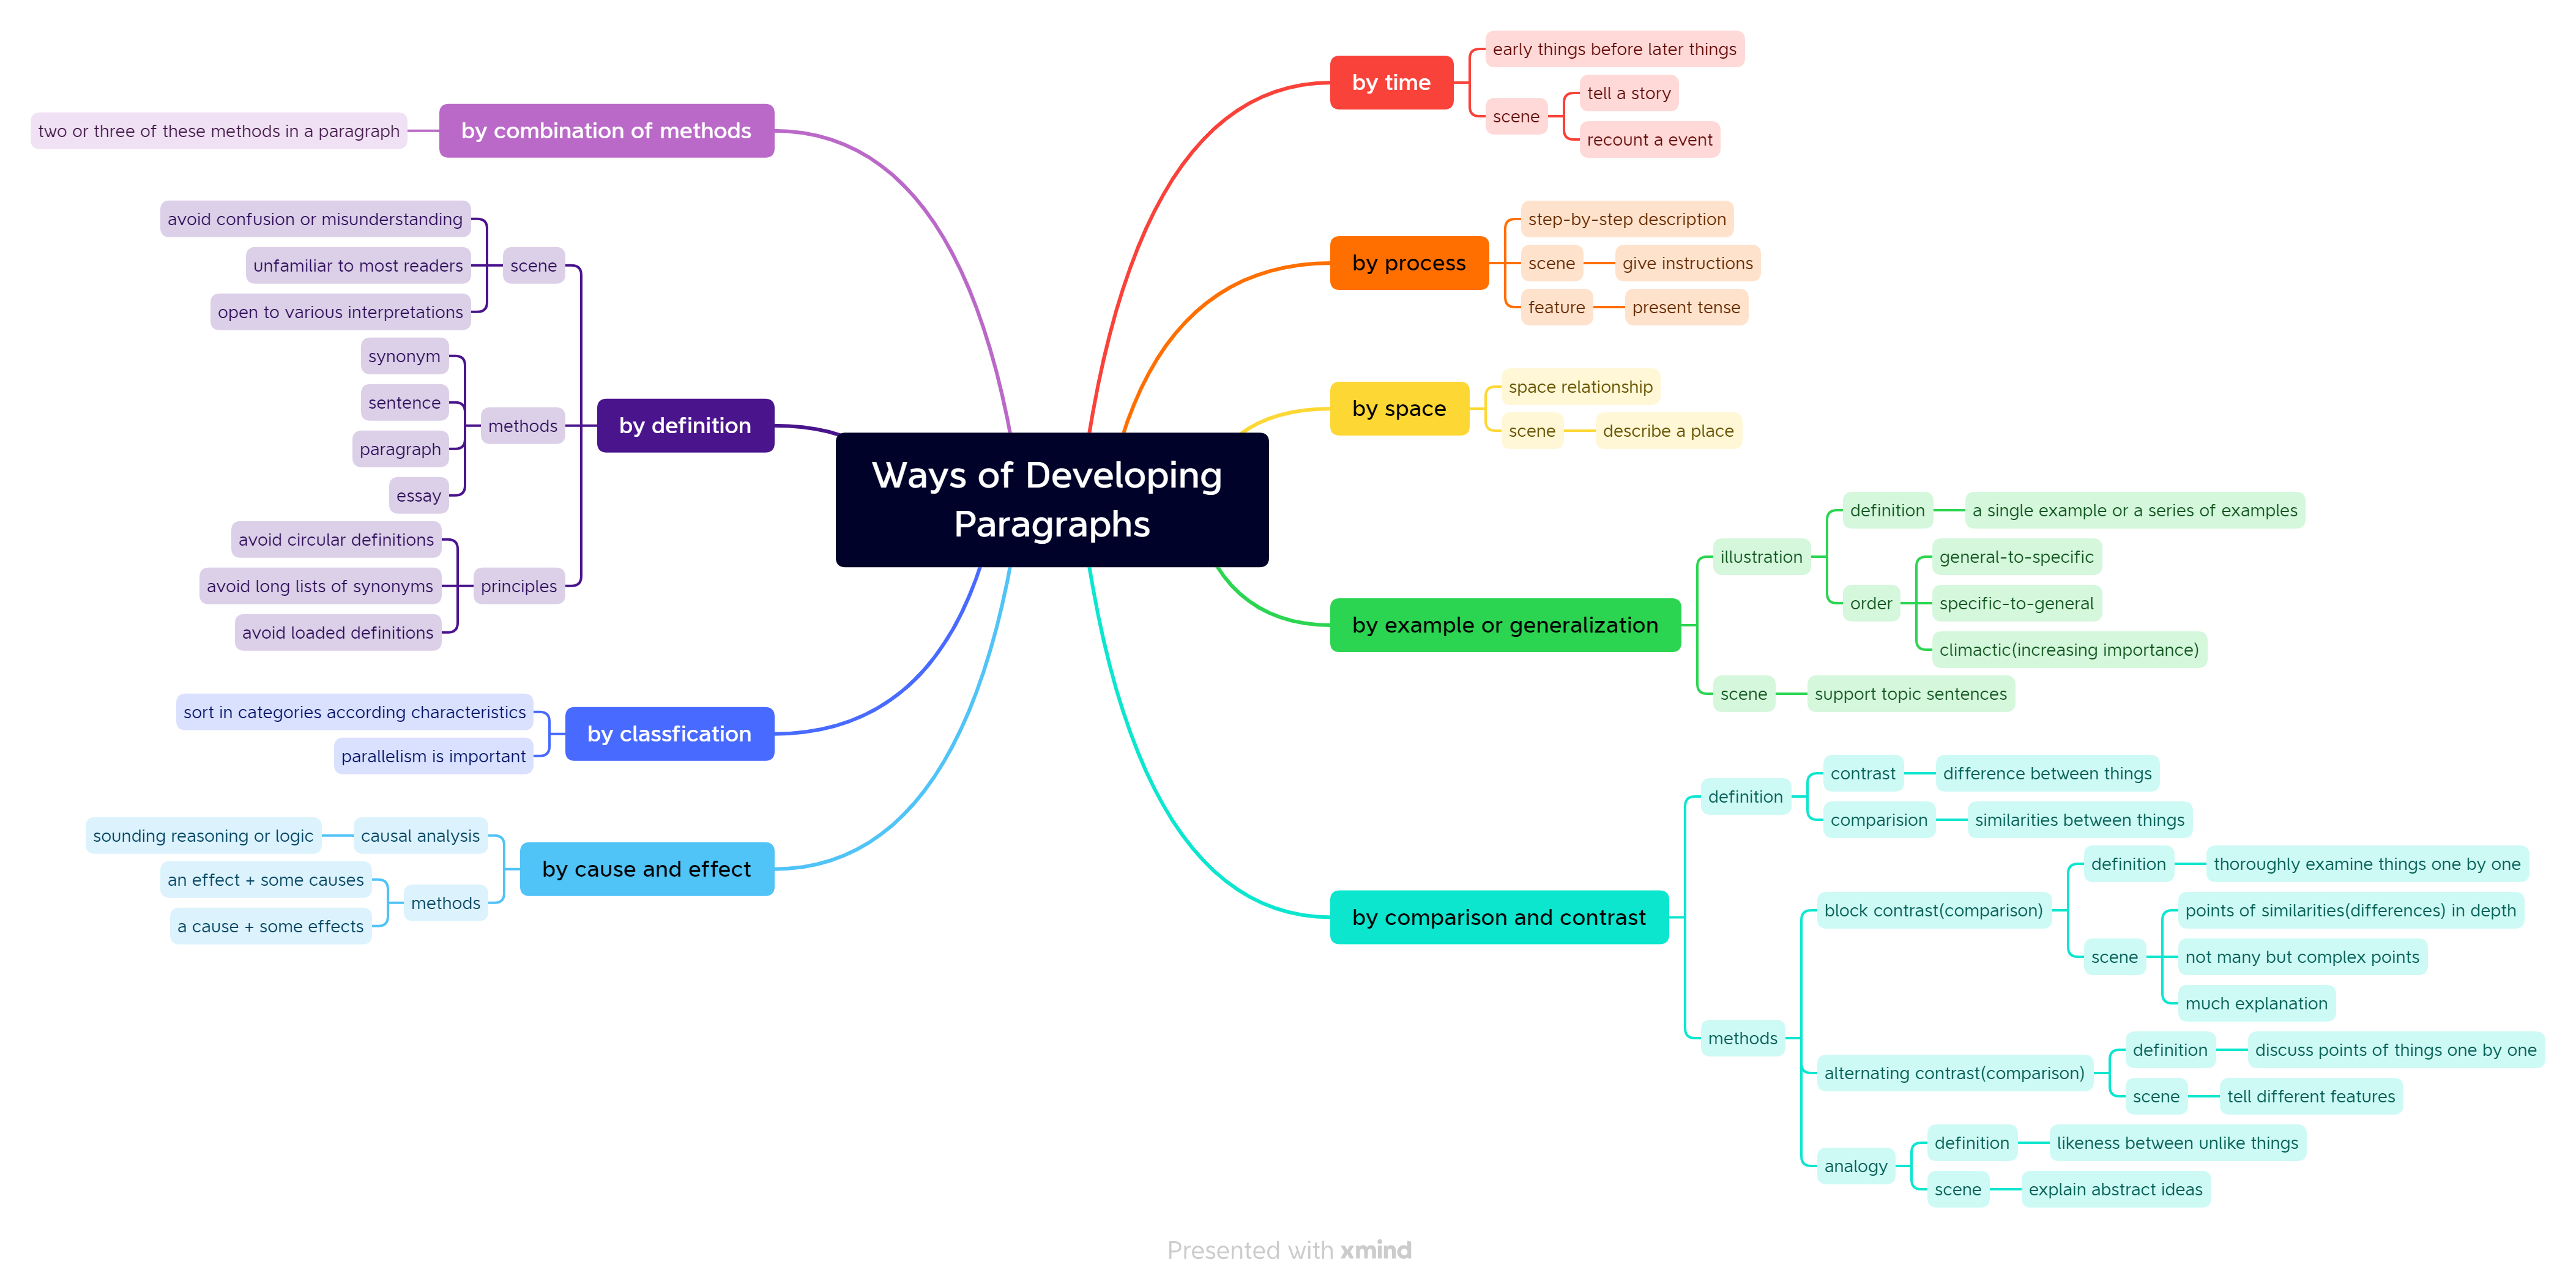 Ways of Developing
Paragraphs
by time
early things before later things
scene
tell a story
recount a event
by process
step-by-step description
scene
give instructions
feature
present tense
by space
space relationship
scene
describe a place
by example or generalization
illustration
definition
a single example or a series of examples
order
general-to-specific
specific-to-general
climactic(increasing importance)
scene
support topic sentences
by comparison and contrast
definition
contrast
difference between things
comparision
similarities between things
methods
block contrast(comparison)
definition
thoroughly examine things one by one
scene
points of similarities(differences) in depth
not many but complex points
much explanation
alternating contrast(comparison)
definition
discuss points of things one by one
scene
tell different features
analogy
definition
likeness between unlike things
scene
explain abstract ideas
by cause and effect
causal analysis
sounding reasoning or logic
methods
an effect + some causes
a cause + some effects
by classfication
sort in categories according characteristics
parallelism is important
by definition
scene
avoid confusion or misunderstanding
unfamiliar to most readers
open to various interpretations
methods
synonym
sentence
paragraph
essay
principles
avoid circular definitions
avoid long lists of synonyms
avoid loaded definitions
by combination of methods
two or three of these methods in a paragraph
Presented with xmind